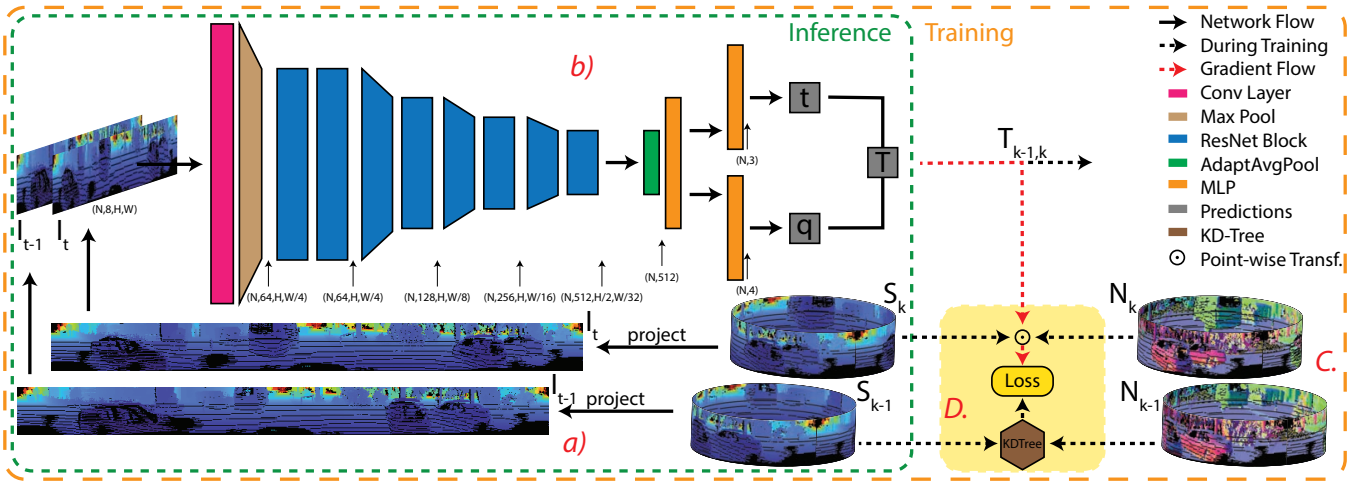 Inference
Training
b)
Network Flow
During Training
Gradient Flow
Conv Layer
Max Pool
ResNet Block
AdaptAvgPool
MLP
Predictions
KD-Tree
Point-wise Transf.
(N,8,H,W)
I_{t-1}
I_t
(N,64,H,W/4)
(N,64,H,W/4)
(N,128,H,W/8)
(N,256,H,W/16)
(N,512,H/2,W/32)
(N,512)
(N,3)
(N,4)
t
T
q
T_{k-1,k}
I_t
project
S_k
N_k
I_{t-1}
project
S_{k-1}
N_{k-1}
a)
Loss
KDTree
D.
C.